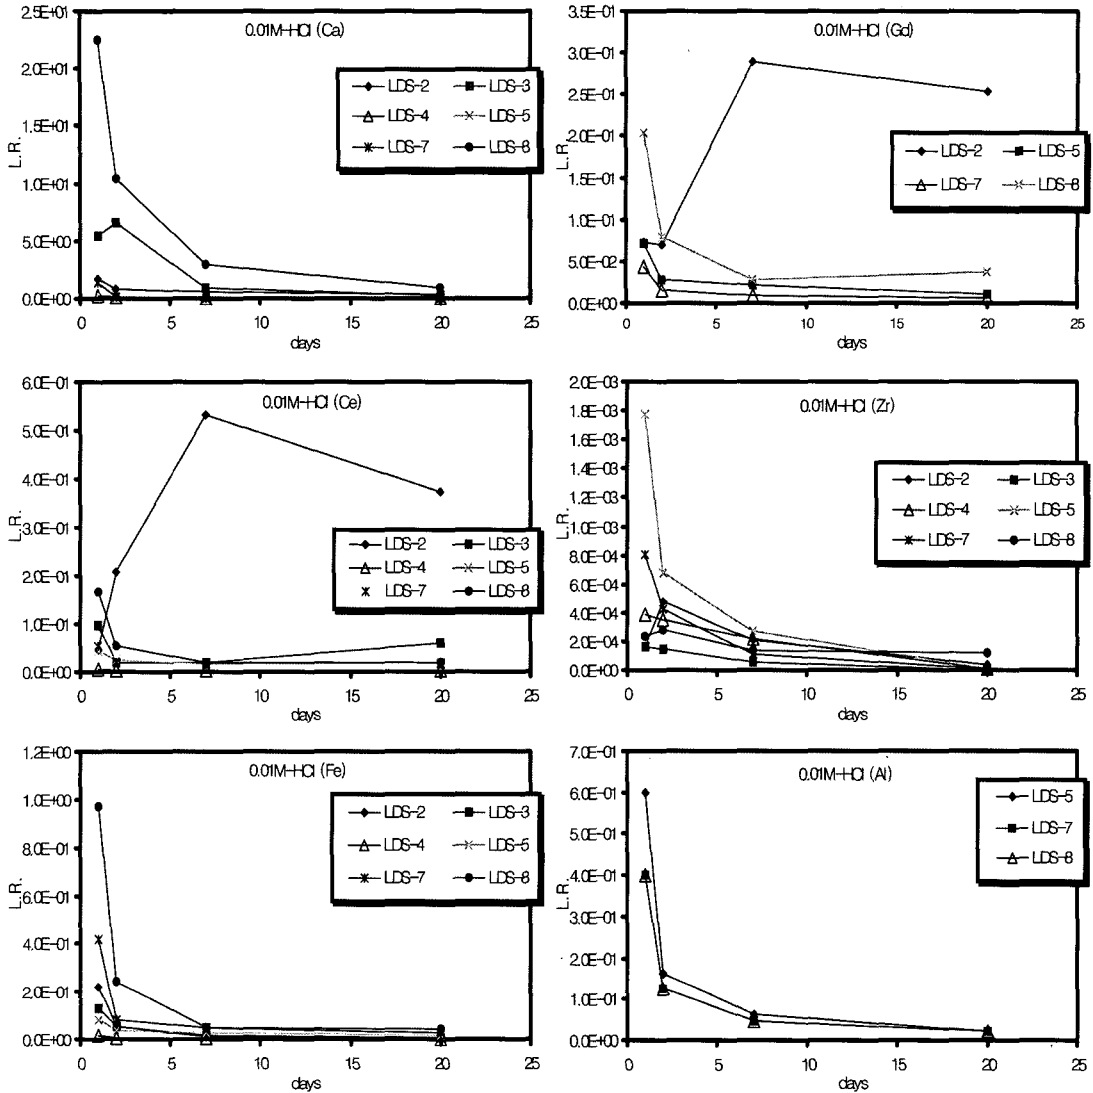 0.01M-HCl (Ca)
2.5E+01
2.0E+01
1.5E+01
1.0E+01
5.0E+00
0.0E+00
L.R.
0 5 10 15 20 25
days
LDS-2 LDS-3
LDS-4 LDS-5
LDS-7 LDS-8
0.01M-HCl (Gd)
3.5E-01
3.0E-01
2.5E-01
2.0E-01
1.5E-01
1.0E-01
5.0E-02
0.0E+00
L.R.
0 5 10 15 20 25
days
LDS-2 LDS-5
LDS-7 LDS-8
0.01M-HCl (Ce)
6.0E-01
5.0E-01
4.0E-01
3.0E-01
2.0E-01
1.0E-01
0.0E+00
L.R.
0 5 10 15 20 25
days
LDS-2 LDS-3
LDS-4 LDS-5
LDS-7 LDS-8
0.01M-HCl (Zr)
2.0E-03
1.8E-03
1.6E-03
1.4E-03
1.2E-03
1.0E-03
8.0E-04
6.0E-04
4.0E-04
2.0E-04
0.0E+00
L.R.
0 5 10 15 20 25
days
LDS-2 LDS-3
LDS-4 LDS-5
LDS-7 LDS-8
0.01M-HCl (Fe)
1.2E+00
1.0E+00
8.0E-01
6.0E-01
4.0E-01
2.0E-01
0.0E+00
L.R.
0 5 10 15 20 25
days
LDS-2 LDS-3
LDS-4 LDS-5
LDS-7 LDS-8
0.01M-HCl (Al)
7.0E-01
6.0E-01
5.0E-01
4.0E-01
3.0E-01
2.0E-01
1.0E-01
0.0E+00
L.R.
0 5 10 15 20 25
days
LDS-5
LDS-7
LDS-8